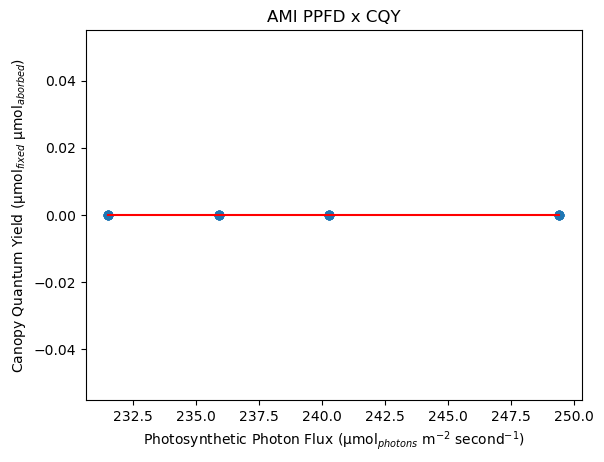 AMI PPFD x CQY
Canopy Quantum Yield (µmol_fixed µmol_aborbed)
0.04
0.02
0.00
−0.02
−0.04
232.5 235.0 237.5 240.0 242.5 245.0 247.5 250.0
Photosynthetic Photon Flux (µmol_photons m⁻² second⁻¹)